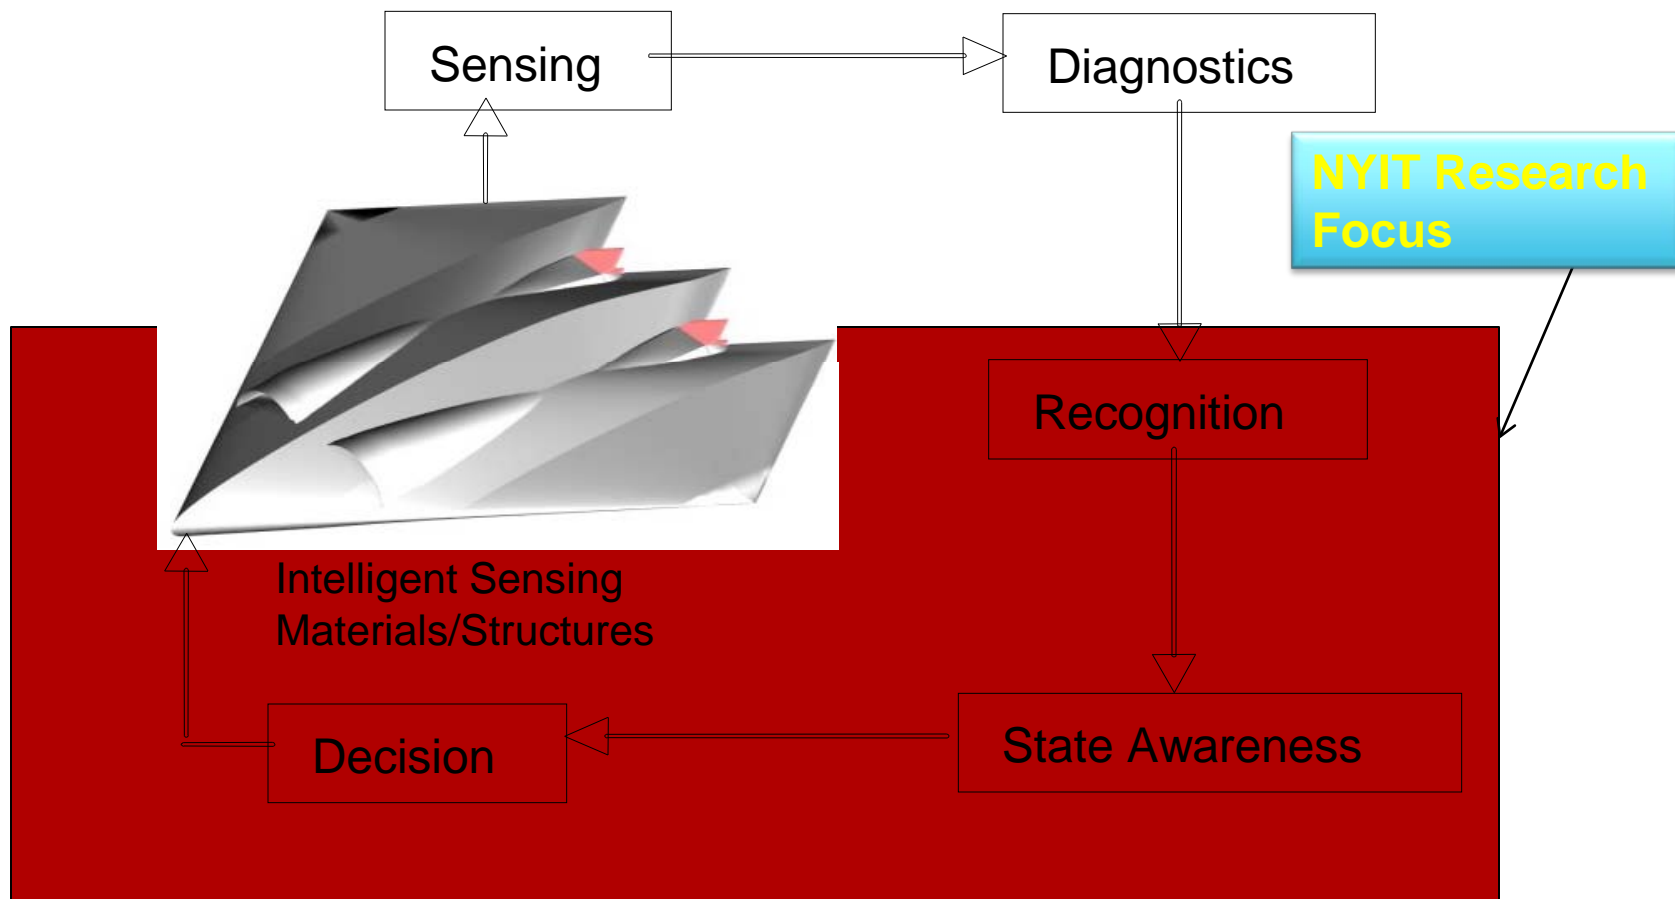 Sensing
Diagnostics
NYIT Research
Focus
Recognition
Intelligent Sensing
Materials/Structures
State Awareness
Decision